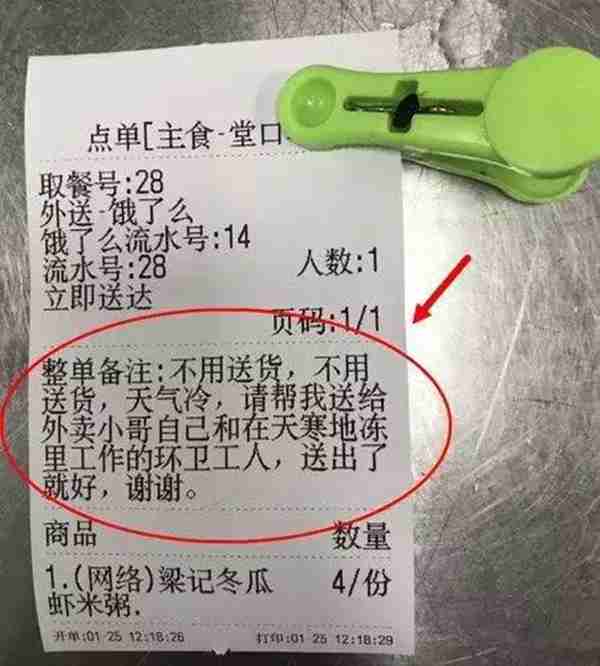 点单[主食-堂口
取餐号:28
外送-饿了么
饿了么流水号:14
流水号:28 人数:1
立即送达
页码:1/1
整单备注:不用送货，不用
送货，天气冷，请帮我送给
外卖小哥自己和在天寒地冻
里工作的环卫工人，送出了
就好，谢谢。
商品 数量
1.(网络)粱记冬瓜 4/份
虾米粥.
开单:01-25 12:18:26 打印:01-25 12:18:29